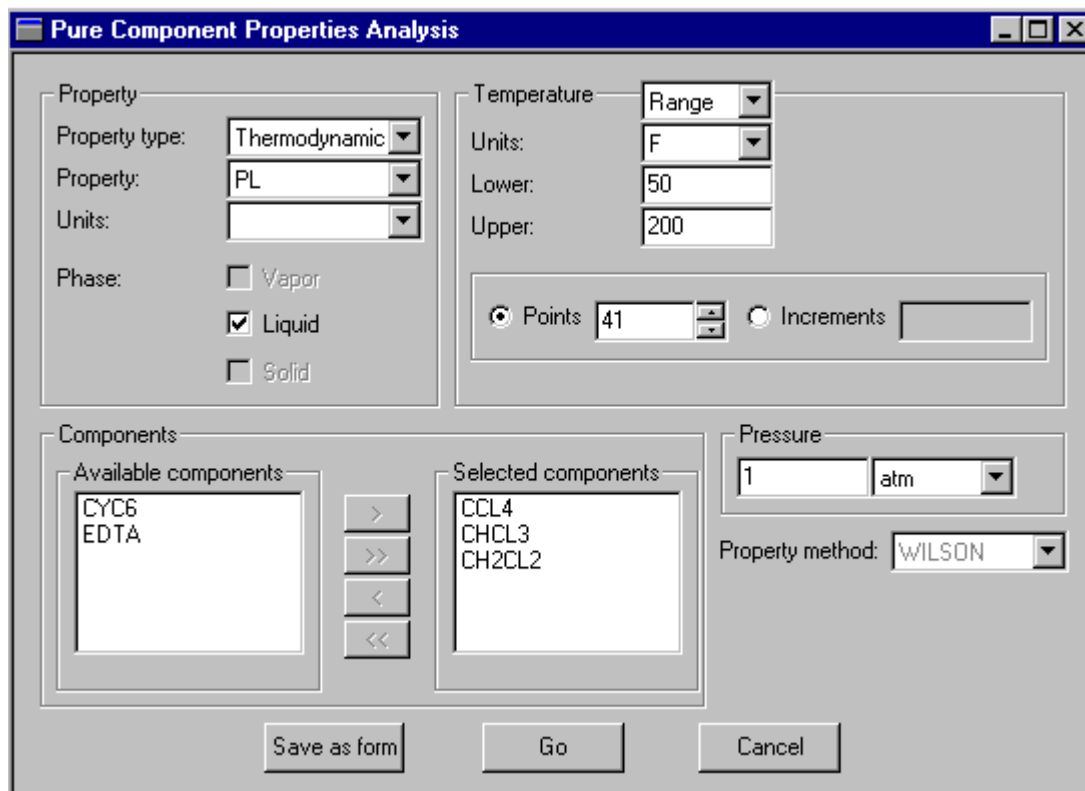 Pure Component Properties Analysis
Property
Property type: Thermodynamic
Property: PL
Units:
Phase: Vapor
Liquid
Solid
Temperature Range
Units: F
Lower: 50
Upper: 200
Points 41 Increments
Components
Available components
CYC6
EDTA
>
>>
<
<<
Selected components
CCL4
CHCL3
CH2CL2
Pressure
1 atm
Property method: WILSON
Save as form Go Cancel